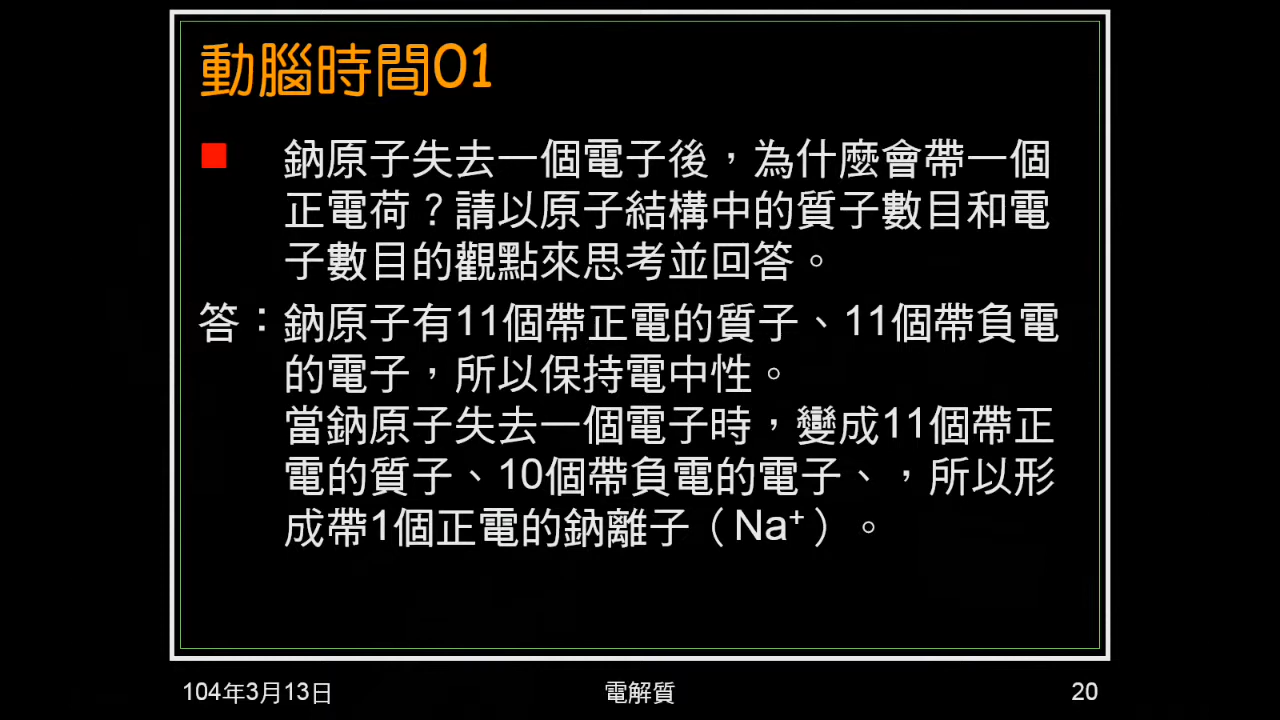 動腦時間01
鈉原子失去一個電子後，為什麼會帶一個
正電荷？請以原子結構中的質子數目和電
子數目的觀點來思考並回答。
答：鈉原子有11個帶正電的質子、11個帶負電
的電子，所以保持電中性。
當鈉原子失去一個電子時，變成11個帶正
電的質子、10個帶負電的電子、，所以形
成帶1個正電的鈉離子（Na⁺）。
104年3月13日
電解質
20